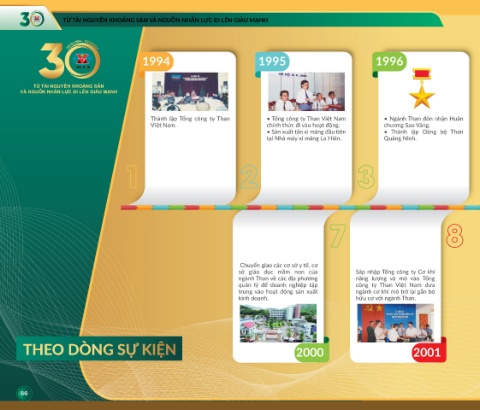 30 TỪ TÀI NGUYÊN KHOÁNG SẢN VÀ NGUỒN NHÂN LỰC ĐI LÊN GIÀU MẠNH
30
TỪ TÀI NGUYÊN KHOÁNG SẢN
VÀ NGUỒN NHÂN LỰC ĐI LÊN GIÀU MẠNH
1994
Thành lập Tổng công ty Than
Việt Nam.
1
1995
• Tổng công ty Than Việt Nam
chính thức đi vào hoạt động.
• Sản xuất tấn xi măng đầu tiên
tại Nhà máy xi măng La Hiên.
2
1996
• Ngành Than đón nhận Huân
chương Sao Vàng.
• Thành lập Đảng bộ Than
Quảng Ninh.
3
7
Chuyển giao các cơ sở y tế, cơ
sở giáo dục mầm non của
ngành Than về các địa phương
quản lý để doanh nghiệp tập
trung vào hoạt động sản xuất
kinh doanh.
2000
8
Sáp nhập Tổng công ty Cơ khí
năng lượng và mỏ vào Tổng
công ty Than Việt Nam đưa
ngành cơ khí mỏ trở lại gắn bó
hữu cơ với ngành Than.
2001
THEO DÒNG SỰ KIỆN
66